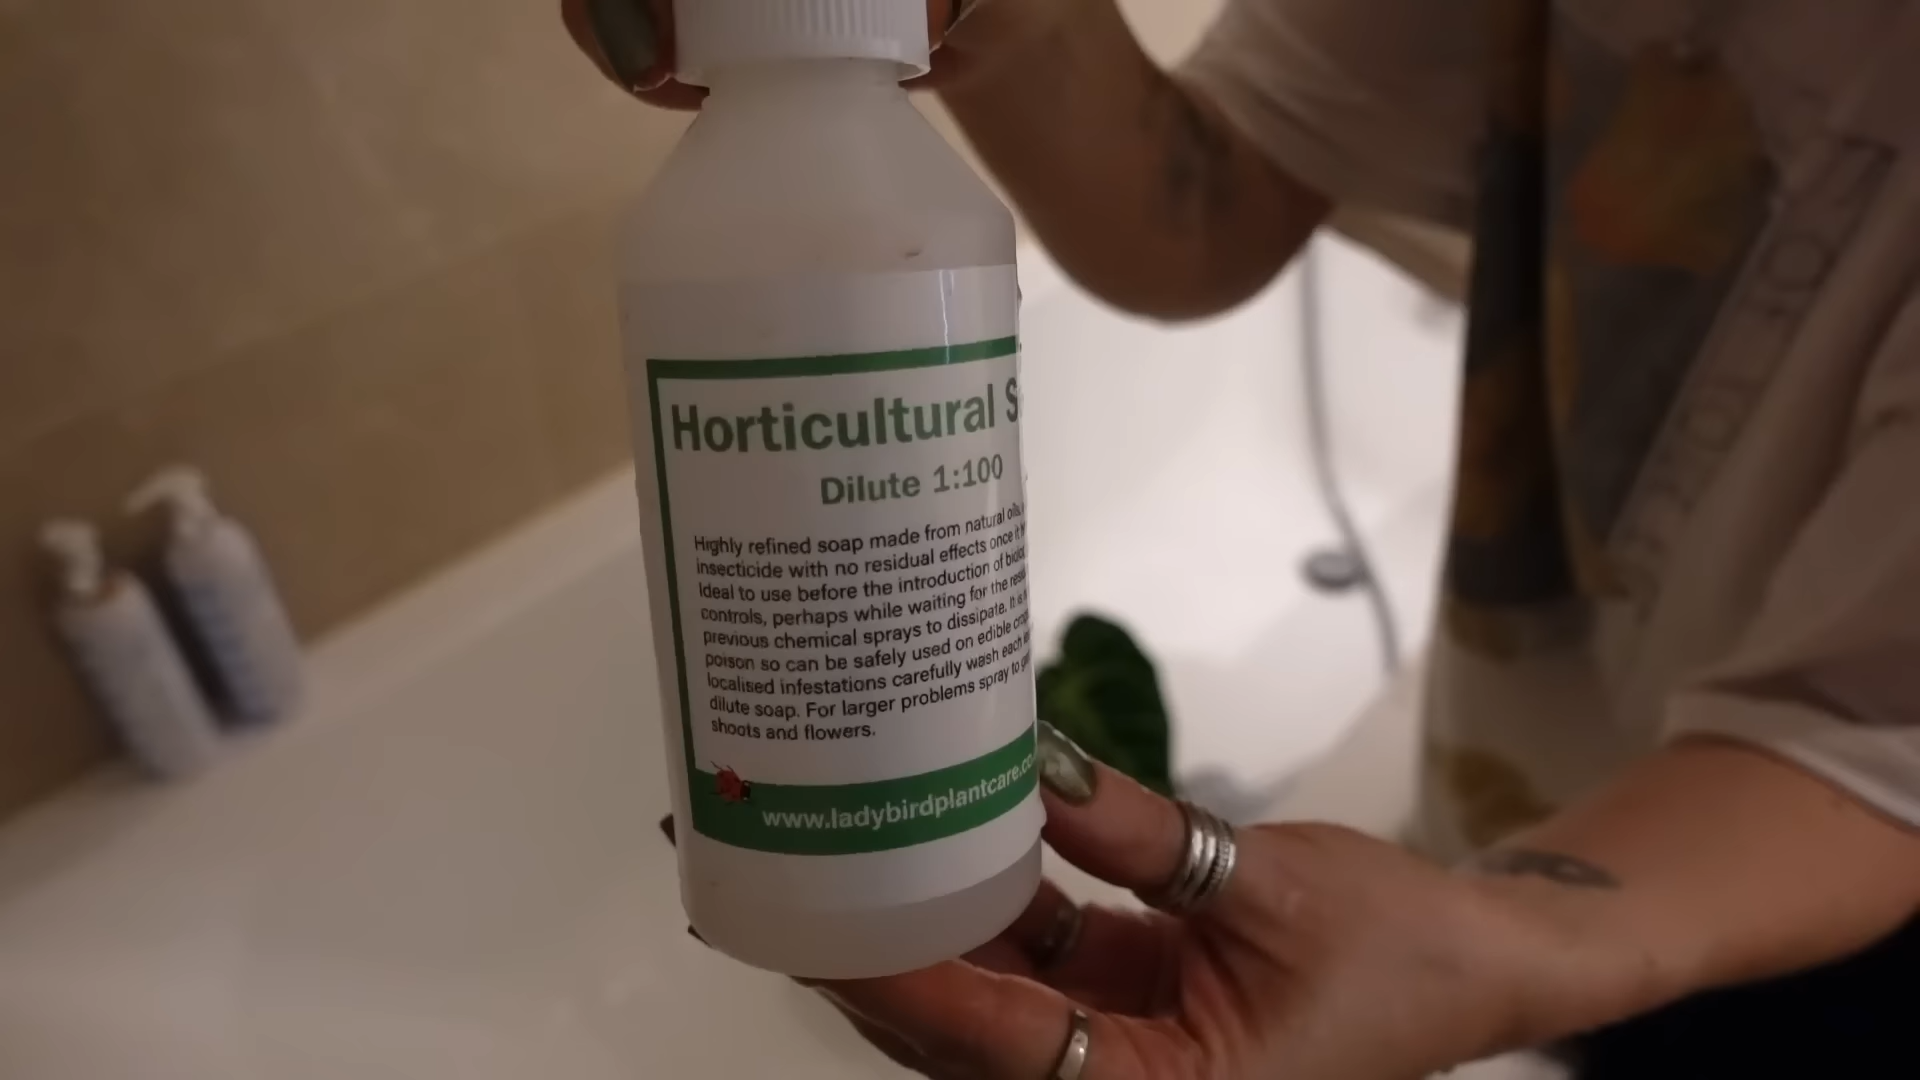 Horticultural S
Dilute 1:100
Highly refined soap made from natural oils,
insecticide with no residual effects once it
Ideal to use before the introduction of
controls, perhaps while waiting for the
previous chemical sprays to dissipate. It is
poison so can be safely used on edible
localised infestations carefully wash each
dilute soap. For larger problems spray to
shoots and flowers.
www.ladybirdplantcare.co